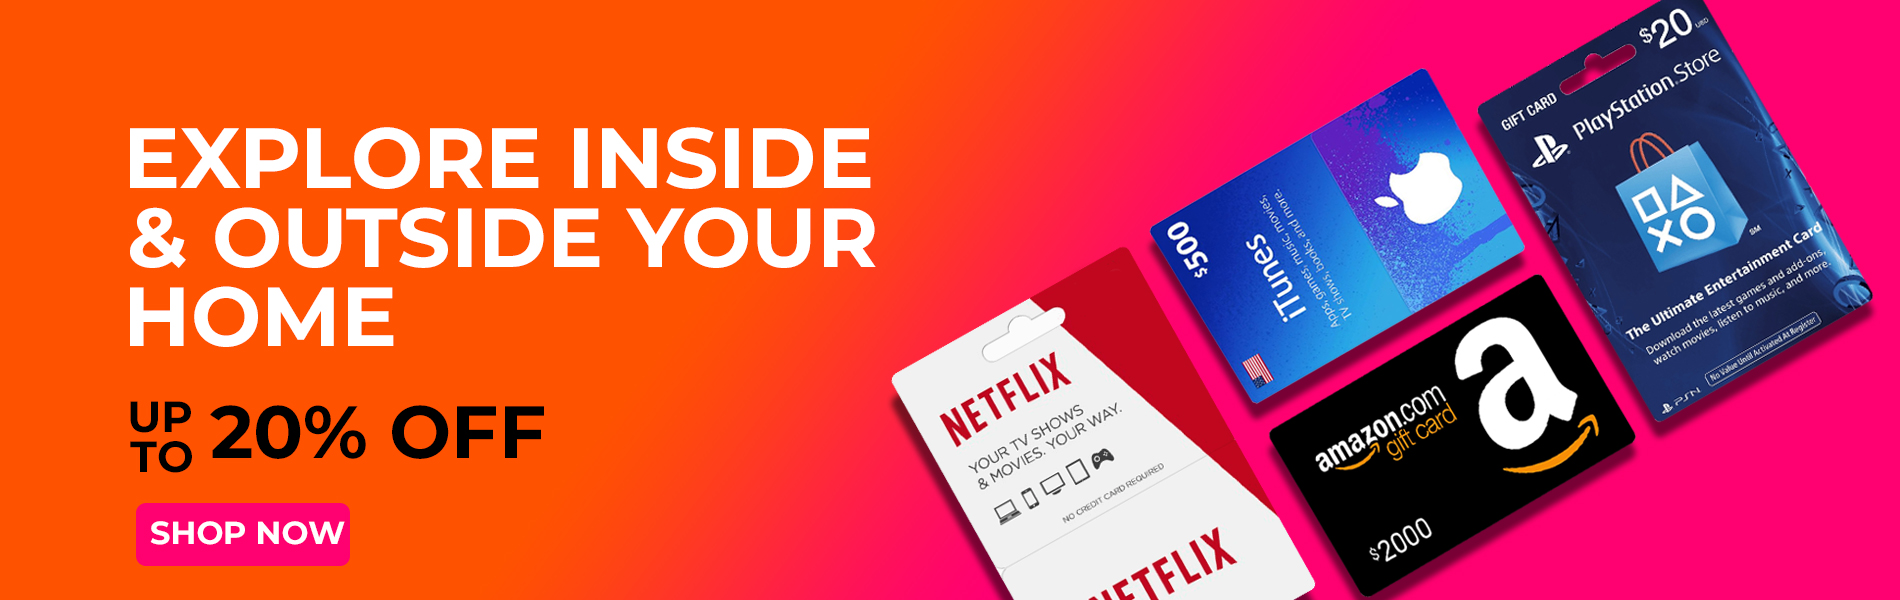 EXPLORE INSIDE
& OUTSIDE YOUR
HOME
UP
TO
20% OFF
SHOP NOW
NETFLIX
YOUR TV SHOWS
& MOVIES. YOUR WAY.
NO CREDIT CARD REQUIRED
NETFLIX
$500
iTunes
Apps, games, music, movies,
TV shows, books, and more.
amazon.com
gift card
a
$2000
$20
GIFT CARD
PlayStation.Store
SM
The Ultimate Entertainment Card
Download the latest games and add-ons,
watch movies, listen to music, and more.
No Value Until Activated At Register
PSN